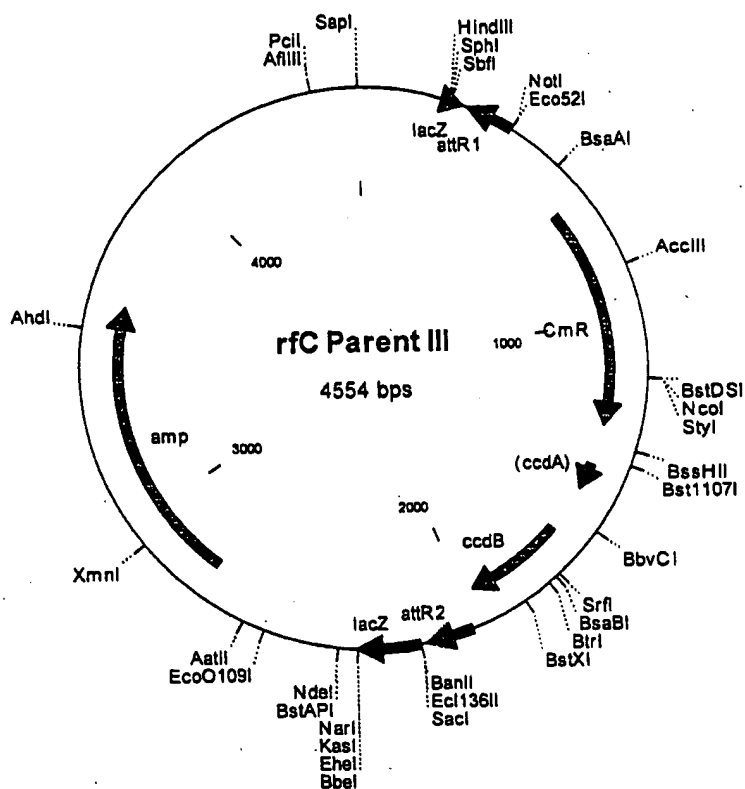 SapI
PciI
AflIII
HindIII
SphI
SbfI
NotI
Eco52I
lacZ
attR1
BsaAI
4000
AccIII
AhdI
rfC Parent III
1000
CmR
4554 bps
BstDSI
NcoI
StyI
amp
3000
(ccdA)
BssHII
Bst1107I
2000
ccdB
BbvCI
XmnI
SrfI
BsaBI
BtrI
BstXI
lacZ
attR2
AatII
EcoO109I
NdeI
BstAPI
NarI
KasI
EheI
BbeI
BanII
Ecl136II
SacI